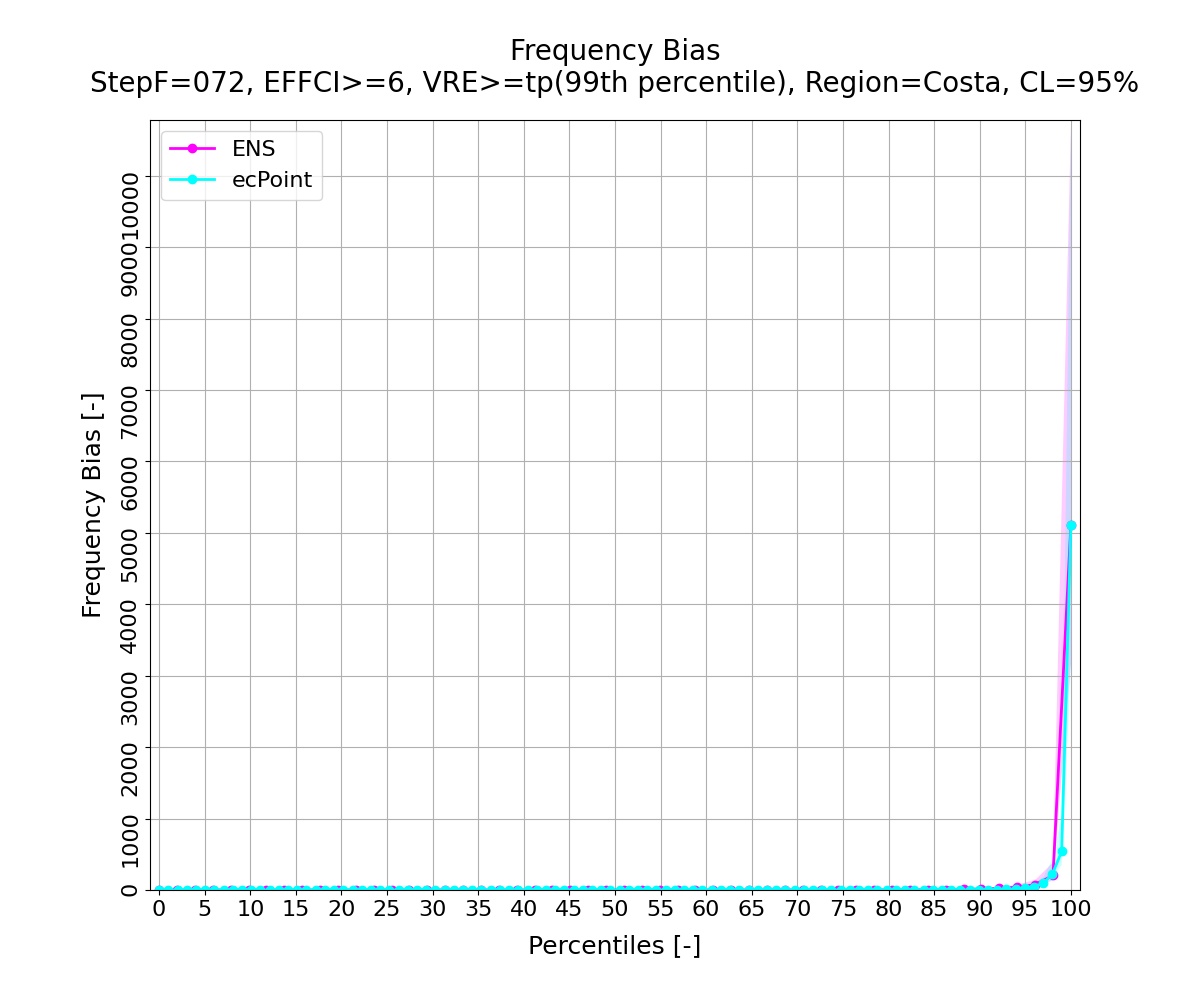 Frequency Bias
StepF=072, EFFCI>=6, VRE>=tp(99th percentile), Region=Costa, CL=95%
ENS
ecPoint
10000
9000
8000
7000
6000
5000
4000
3000
2000
1000
0
Frequency Bias [-]
0 5 10 15 20 25 30 35 40 45 50 55 60 65 70 75 80 85 90 95 100
Percentiles [-]